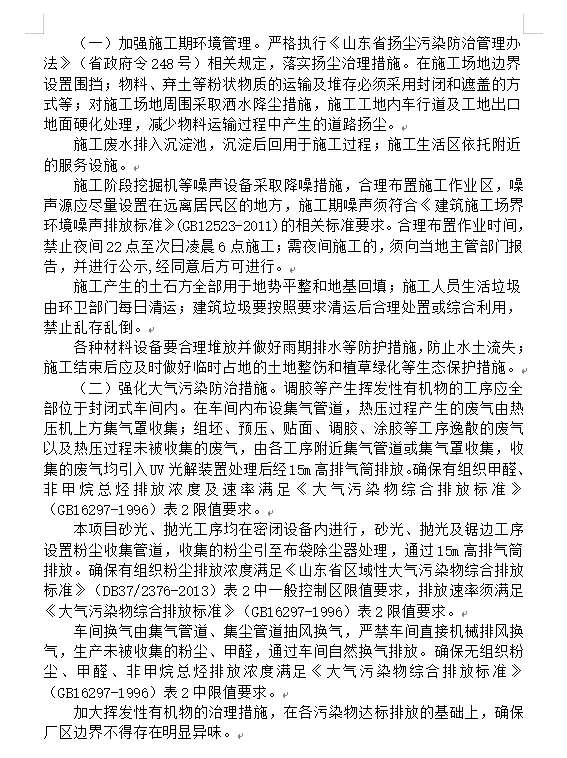 （一）加强施工期环境管理。严格执行《山东省扬尘污染防治管理办
法》（省政府令 248 号）相关规定，落实扬尘治理措施。在施工场地边界
设置围挡；物料、弃土等粉状物质的运输及堆存必须采用封闭和遮盖的方
式等；对施工场地周围采取洒水降尘措施，施工工地内车行道及工地出口
地面硬化处理，减少物料运输过程中产生的道路扬尘。
施工废水排入沉淀池，沉淀后回用于施工过程；施工生活区依托附近
的服务设施。
施工阶段挖掘机等噪声设备采取降噪措施，合理布置施工作业区，噪
声源应尽量设置在远离居民区的地方，施工期噪声须符合《建筑施工场界
环境噪声排放标准》(GB12523-2011)的相关标准要求。合理布置作业时间，
禁止夜间 22 点至次日凌晨 6 点施工；需夜间施工的，须向当地主管部门报
告，并进行公示,经同意后方可进行。
施工产生的土石方全部用于地势平整和地基回填；施工人员生活垃圾
由环卫部门每日清运；建筑垃圾要按照要求清运后合理处置或综合利用，
禁止乱存乱倒。
各种材料设备要合理堆放并做好雨期排水等防护措施，防止水土流失；
施工结束后应及时做好临时占地的土地整饬和植草绿化等生态保护措施。
（二）强化大气污染防治措施。调胶等产生挥发性有机物的工序应全
部位于封闭式车间内。在车间内布设集气管道，热压过程产生的废气由热
压机上方集气罩收集；组坯、预压、贴面、调胶、涂胶等工序逸散的废气
以及热压过程未被收集的废气，由各工序附近集气管道或集气罩收集，收
集的废气均引入 UV 光解装置处理后经 15m 高排气筒排放。确保有组织甲醛、
非甲烷总烃排放浓度及速率满足《大气污染物综合排放标准》
（GB16297-1996）表 2 限值要求。
本项目砂光、抛光工序均在密闭设备内进行，砂光、抛光及锯边工序
设置粉尘收集管道，收集的粉尘引至布袋除尘器处理，通过 15m 高排气筒
排放。确保有组织粉尘排放浓度满足《山东省区域性大气污染物综合排放
标准》（DB37/2376-2013）表 2 中一般控制区限值要求，排放速率须满足
《大气污染物综合排放标准》（GB16297-1996）表 2 限值要求。
车间换气由集气管道、集尘管道抽风换气，严禁车间直接机械排风换
气，生产未被收集的粉尘、甲醛，通过车间自然换气排放。确保无组织粉
尘、甲醛、非甲烷总烃排放浓度满足《大气污染物综合排放标准》
（GB16297-1996）表 2 中限值要求。
加大挥发性有机物的治理措施，在各污染物达标排放的基础上，确保
厂区边界不得存在明显异味。